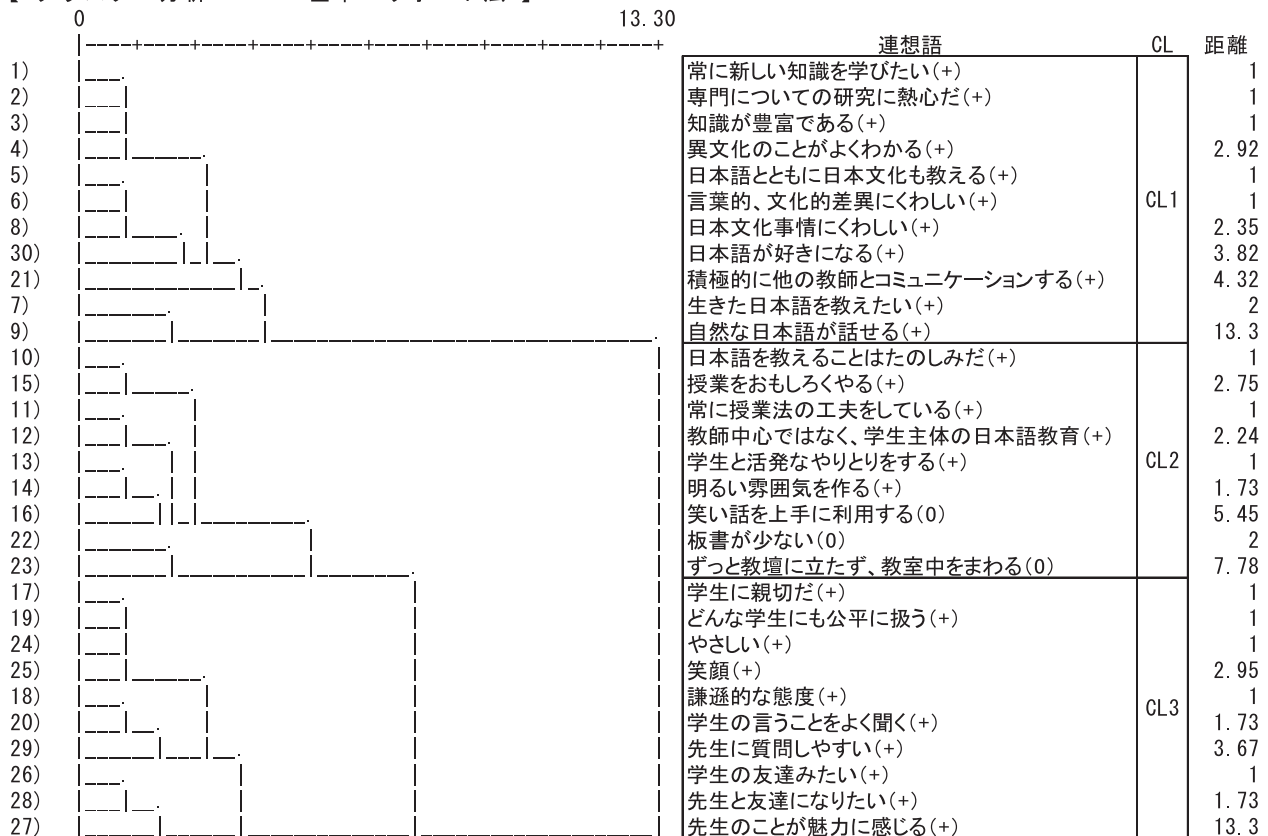 0 13.30
連想語 CL 距離
1) 常に新しい知識を学びたい(+) 1
2) 専門についての研究に熱心だ(+) 1
3) 知識が豊富である(+) 1
4) 異文化のことがよくわかる(+) 2.92
5) 日本語とともに日本文化も教える(+) 1
6) 言葉的、文化的差異にくわしい(+) CL1 1
8) 日本文化事情にくわしい(+) 2.35
30) 日本語が好きになる(+) 3.82
21) 積極的に他の教師とコミュニケーションする(+) 4.32
7) 生きた日本語を教えたい(+) 2
9) 自然な日本語が話せる(+) 13.3
10) 日本語を教えることはたのしみだ(+) 1
15) 授業をおもしろくやる(+) 2.75
11) 常に授業法の工夫をしている(+) 1
12) 教師中心ではなく、学生主体の日本語教育(+) 2.24
13) 学生と活発なやりとりをする(+) CL2 1
14) 明るい雰囲気を作る(+) 1.73
16) 笑い話を上手に利用する(0) 5.45
22) 板書が少ない(0) 2
23) ずっと教壇に立たず、教室中をまわる(0) 7.78
17) 学生に親切だ(+) 1
19) どんな学生にも公平に扱う(+) 1
24) やさしい(+) 1
25) 笑顔(+) 2.95
18) 謙遜的な態度(+) 1
20) 学生の言うことをよく聞く(+) CL3 1.73
29) 先生に質問しやすい(+) 3.67
26) 学生の友達みたい(+) 1
28) 先生と友達になりたい(+) 1.73
27) 先生のことが魅力に感じる(+) 13.3